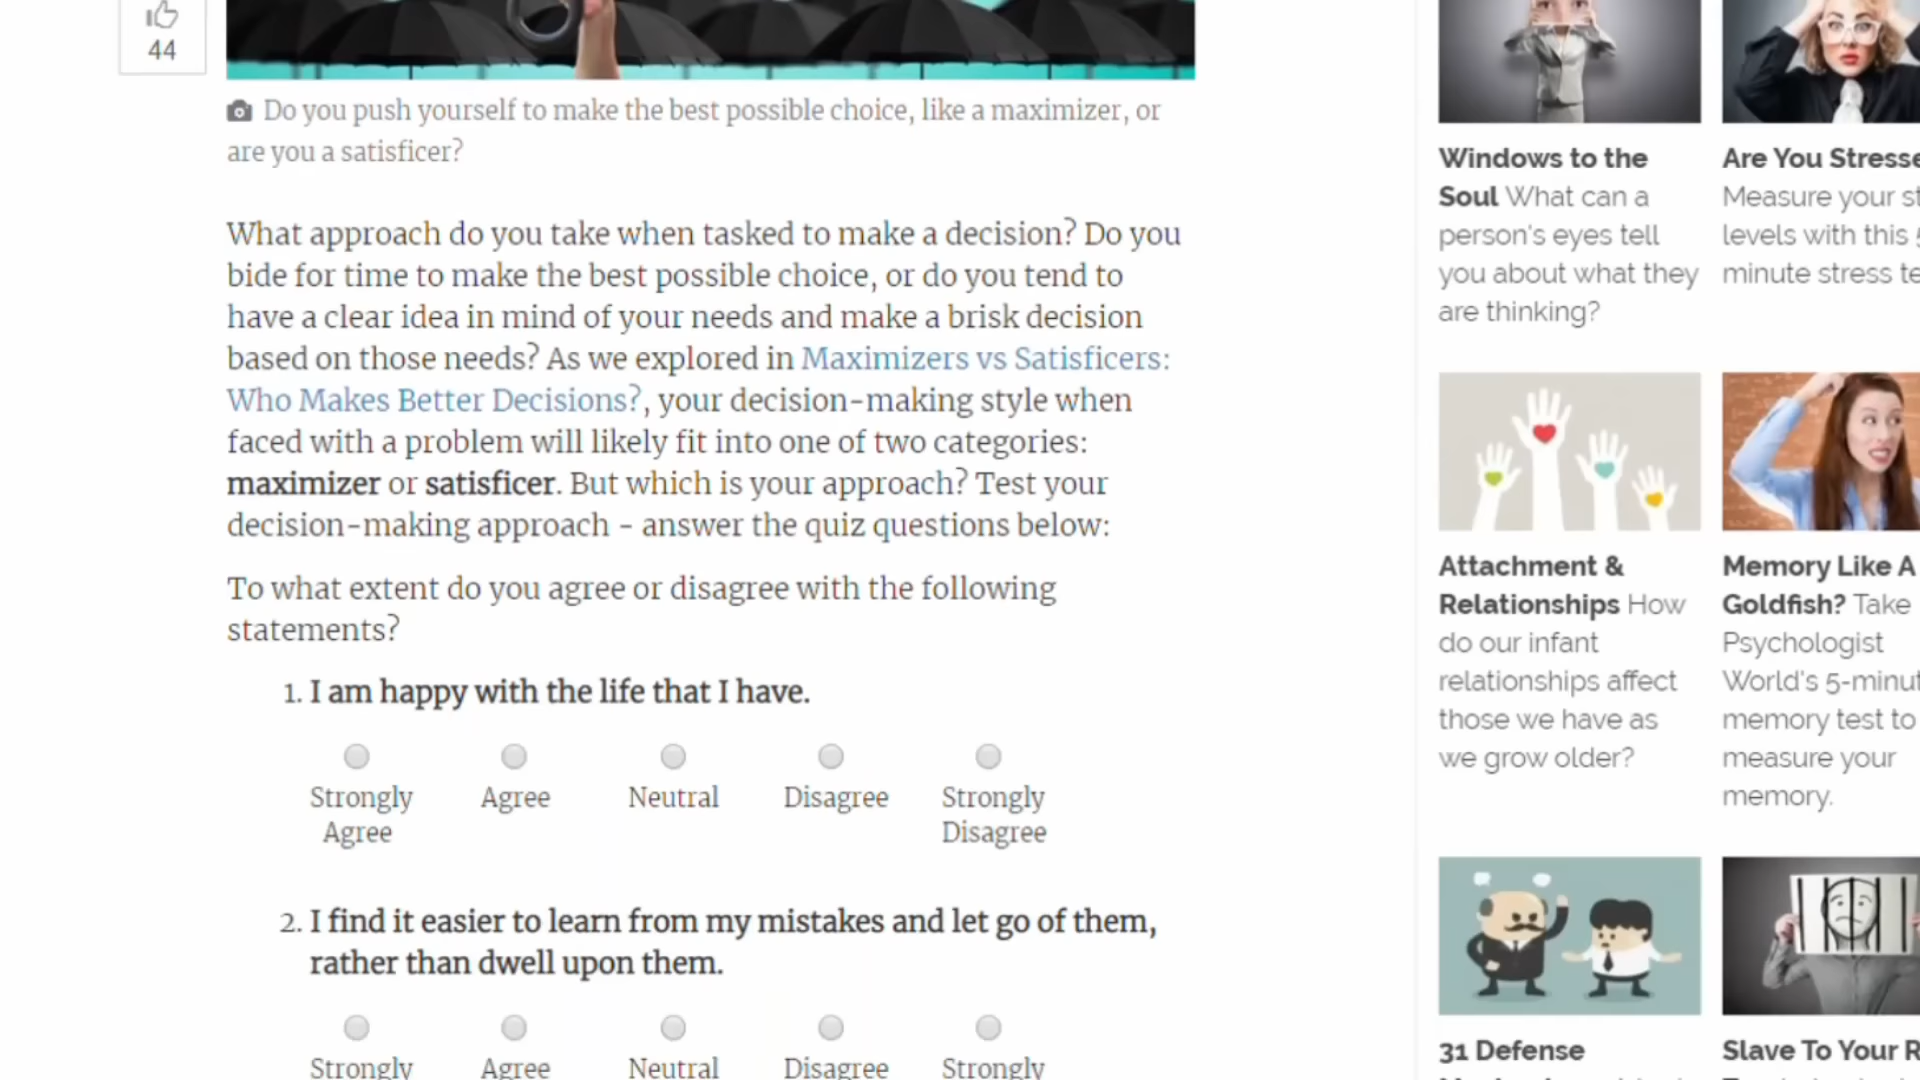 44
Do you push yourself to make the best possible choice, like a maximizer, or
are you a satisficer?
What approach do you take when tasked to make a decision? Do you
bide for time to make the best possible choice, or do you tend to
have a clear idea in mind of your needs and make a brisk decision
based on those needs? As we explored in Maximizers vs Satisficers:
Who Makes Better Decisions?, your decision-making style when
faced with a problem will likely fit into one of two categories:
maximizer or satisficer. But which is your approach? Test your
decision-making approach - answer the quiz questions below:
To what extent do you agree or disagree with the following
statements?
1. I am happy with the life that I have.
Strongly Agree Neutral Disagree Strongly
Agree Disagree
2. I find it easier to learn from my mistakes and let go of them,
rather than dwell upon them.
Strongly Agree Neutral Disagree Strongly
Windows to the
Soul What can a
person's eyes tell
you about what they
are thinking?
Are You Stresse
Measure your st
levels with this 5
minute stress te
Attachment &
Relationships How
do our infant
relationships affect
those we have as
we grow older?
Memory Like A
Goldfish? Take
Psychologist
World's 5-minut
memory test to
measure your
memory.
31 Defense
Slave To Your R